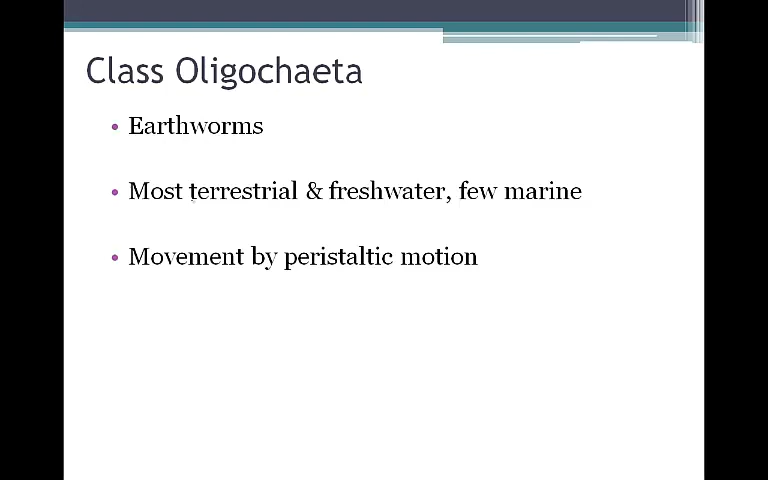 Class Oligochaeta
• Earthworms
• Most terrestrial & freshwater, few marine
• Movement by peristaltic motion